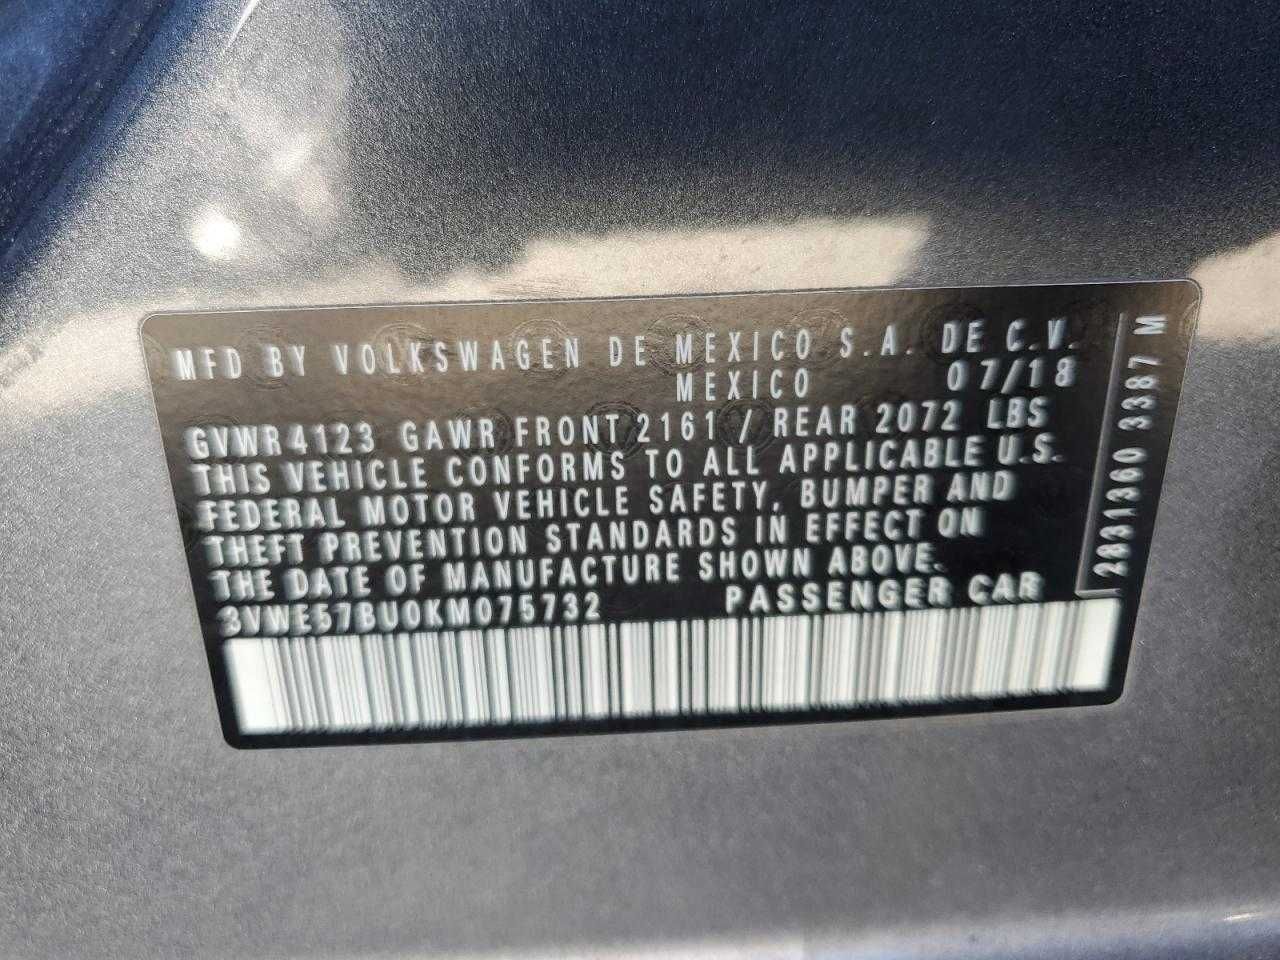 MFD BY VOLKSWAGEN DE MEXICO S.A. DE C.V.
MEXICO 07/18
GVWR 4123 GAWR FRONT 2161 / REAR 2072 LBS
THIS VEHICLE CONFORMS TO ALL APPLICABLE U.S.
FEDERAL MOTOR VEHICLE SAFETY, BUMPER AND
THEFT PREVENTION STANDARDS IN EFFECT ON
THE DATE OF MANUFACTURE SHOWN ABOVE.
3VWE57BU0KM075732 PASSENGER CAR
2831360 3387 M